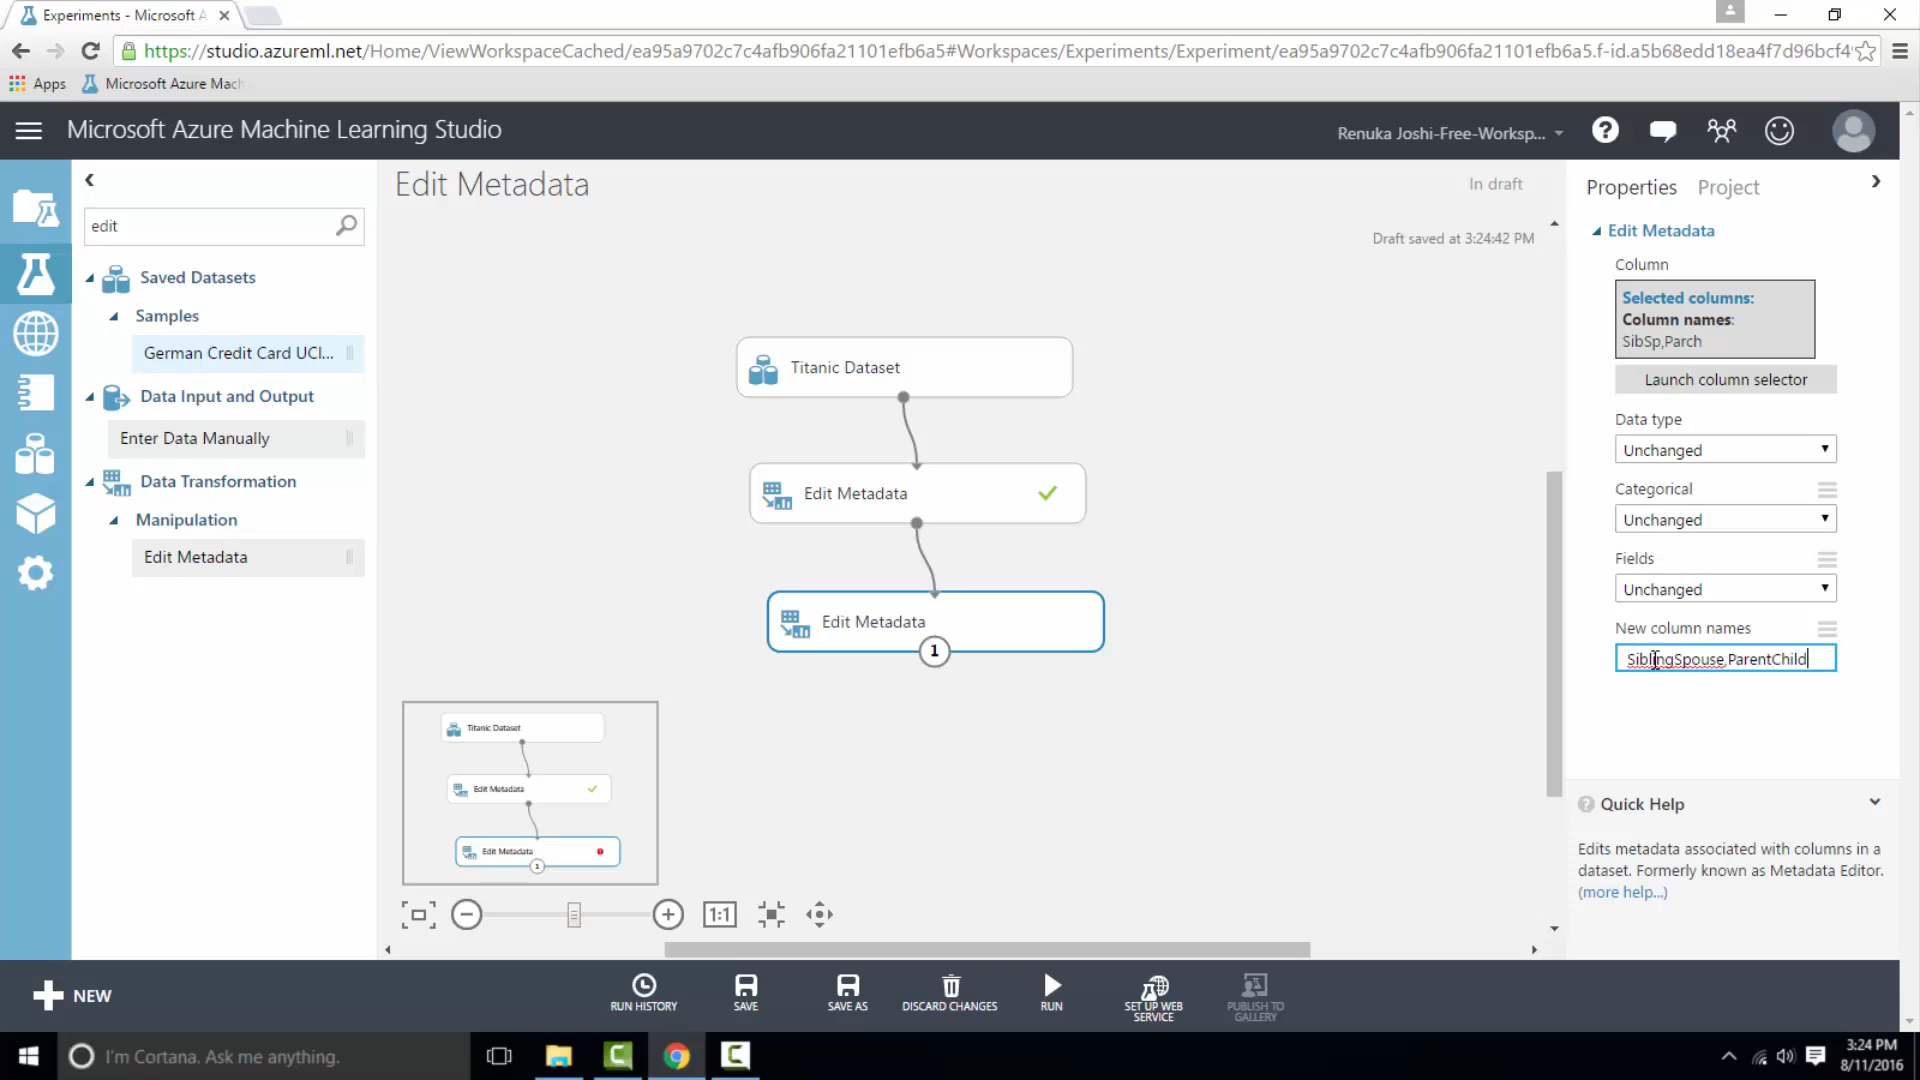 Experiments - Microsoft A
https://studio.azureml.net/Home/ViewWorkspaceCached/ea95a9702c7c4afb906fa21101efb6a5#Workspaces/Experiments/Experiment/ea95a9702c7c4afb906fa21101efb6a5.f-id.a5b68edd18ea4f7d96bcf4
Apps Microsoft Azure Mach
Microsoft Azure Machine Learning Studio
Renuka Joshi-Free-Worksp...
edit
Saved Datasets
Samples
German Credit Card UCI...
Data Input and Output
Enter Data Manually
Data Transformation
Manipulation
Edit Metadata
Edit Metadata
In draft
Draft saved at 3:24:42 PM
Titanic Dataset
Edit Metadata
Edit Metadata
1
Titanic Dataset
Edit Metadata
Edit Metadata
1
1:1
Properties Project
Edit Metadata
Column
Selected columns:
Column names:
SibSp,Parch
Launch column selector
Data type
Unchanged
Categorical
Unchanged
Fields
Unchanged
New column names
SiblingSpouse,ParentChild
Quick Help
Edits metadata associated with columns in a
dataset. Formerly known as Metadata Editor.
(more help...)
NEW
RUN HISTORY
SAVE
SAVE AS
DISCARD CHANGES
RUN
SET UP WEB
SERVICE
PUBLISH TO
GALLERY
I'm Cortana. Ask me anything.
3:24 PM
8/11/2016